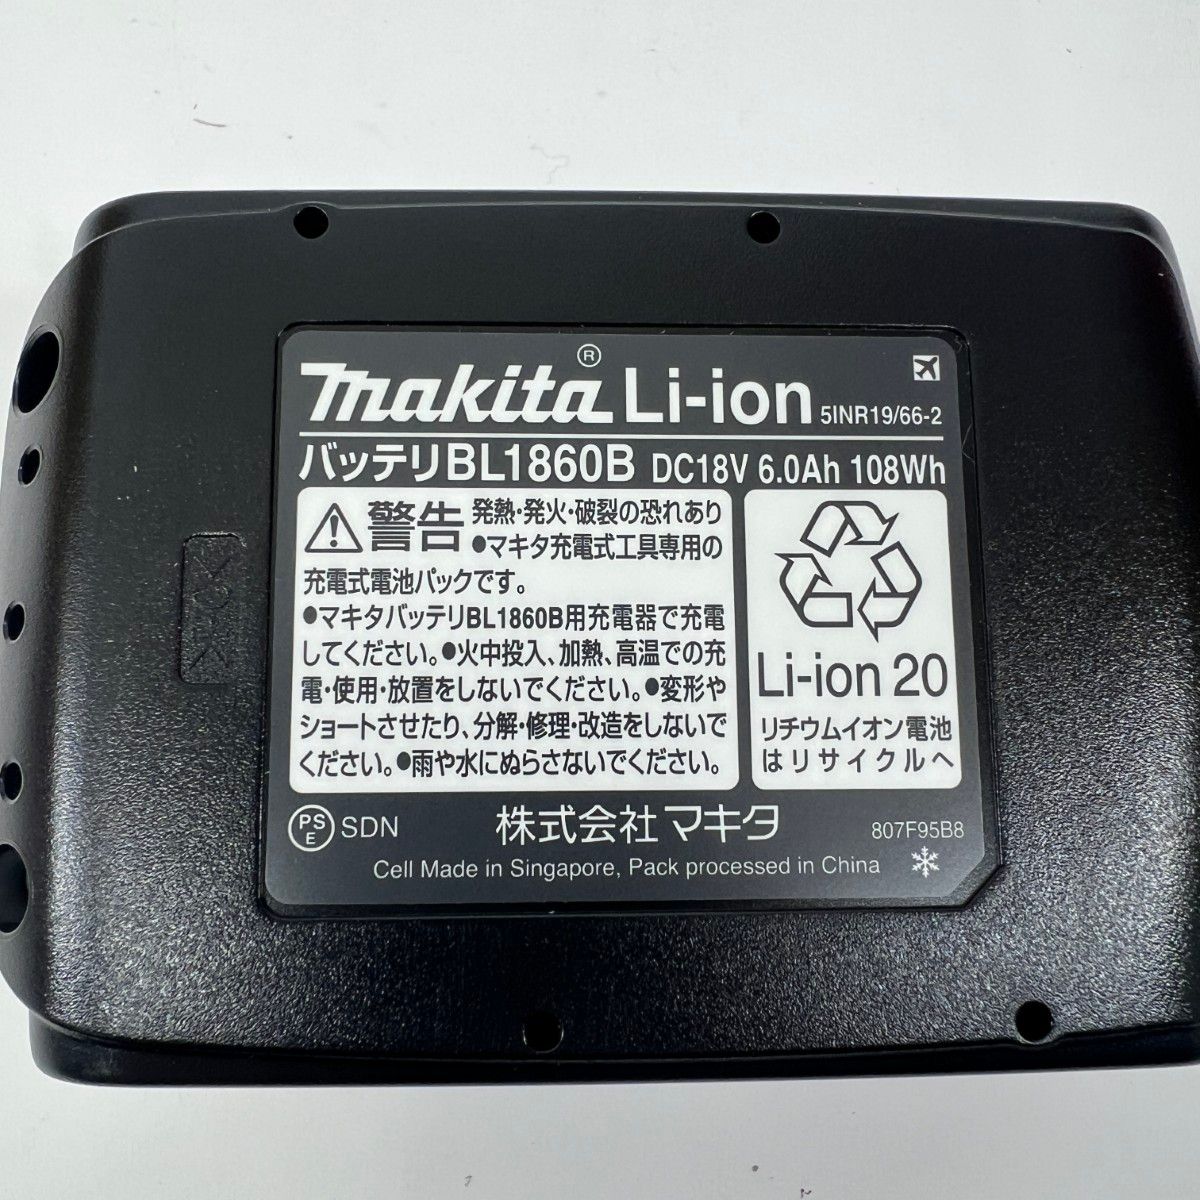 makita® Li-ion 5INR19/66-2
バッテリBL1860B DC18V 6.0Ah 108Wh
警告 発熱・発火・破裂の恐れあり
●マキタ充電式工具専用の
充電式電池パックです。
●マキタバッテリBL1860B用充電器で充電
してください。●火中投入、加熱、高温での充
電・使用・放置をしないでください。●変形や
ショートさせたり、分解・修理・改造をしないで
ください。●雨や水にぬらさないでください。
Li-ion 20
リチウムイオン電池
はリサイクルへ
PSE SDN 株式会社マキタ 807F95B8
Cell Made in Singapore, Pack processed in China